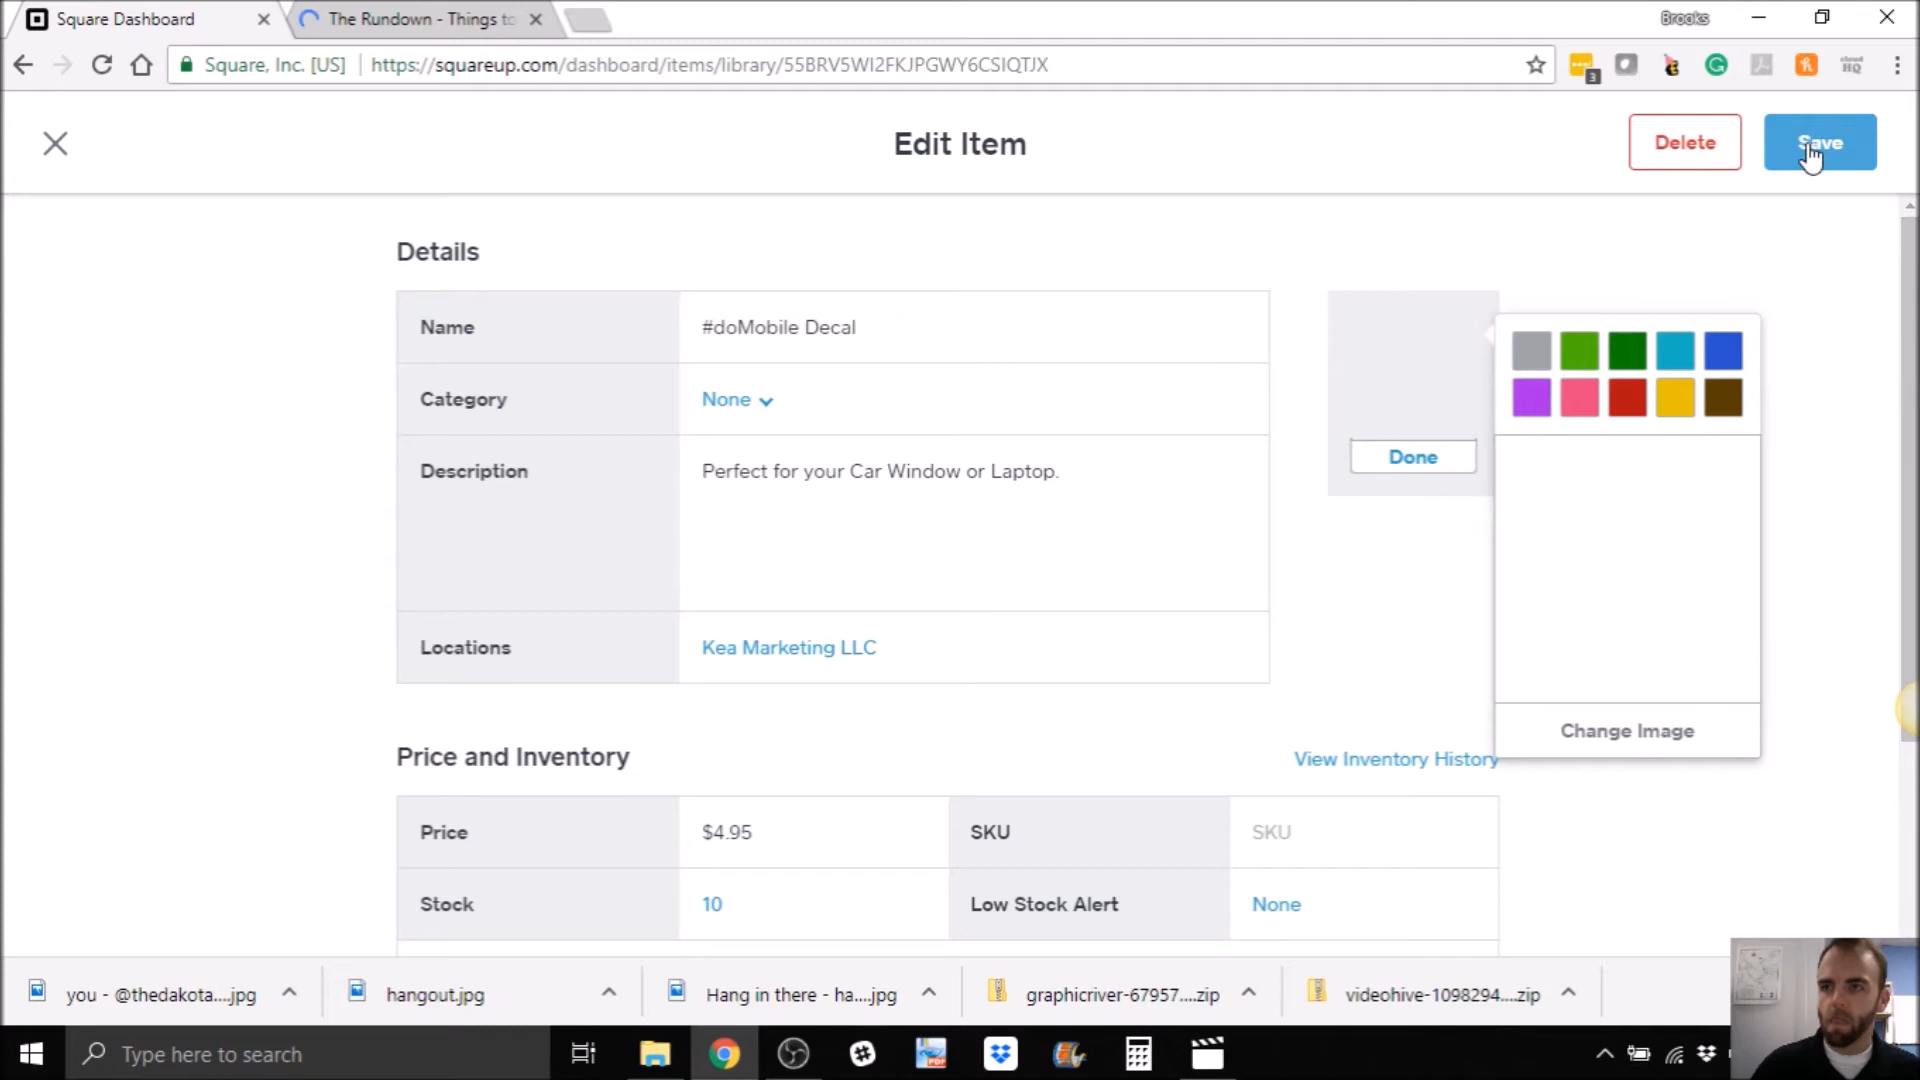 Square Dashboard
The Rundown - Things to
Brooks
Square, Inc. [US]
https://squareup.com/dashboard/items/library/55BRV5WI2FKJPGWY6CSIQTJX
3
cloud
HQ
Edit Item
Delete
Save
Details
Name
#doMobile Decal
Category
None
Description
Perfect for your Car Window or Laptop.
Locations
Kea Marketing LLC
Done
Change Image
Price and Inventory
View Inventory History
Price
$4.95
SKU
SKU
Stock
10
Low Stock Alert
None
you - @thedakota....jpg
hangout.jpg
Hang in there - ha....jpg
graphicriver-67957....zip
videohive-1098294....zip
Type here to search
PDF